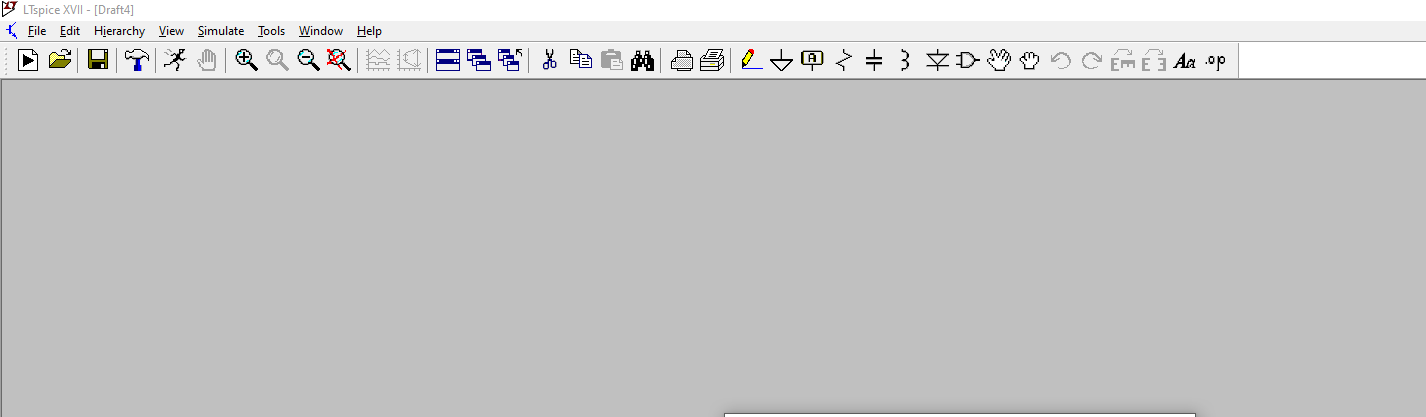 LTspice XVII - [Draft4]
File Edit Hierarchy View Simulate Tools Window Help
A Aa .op